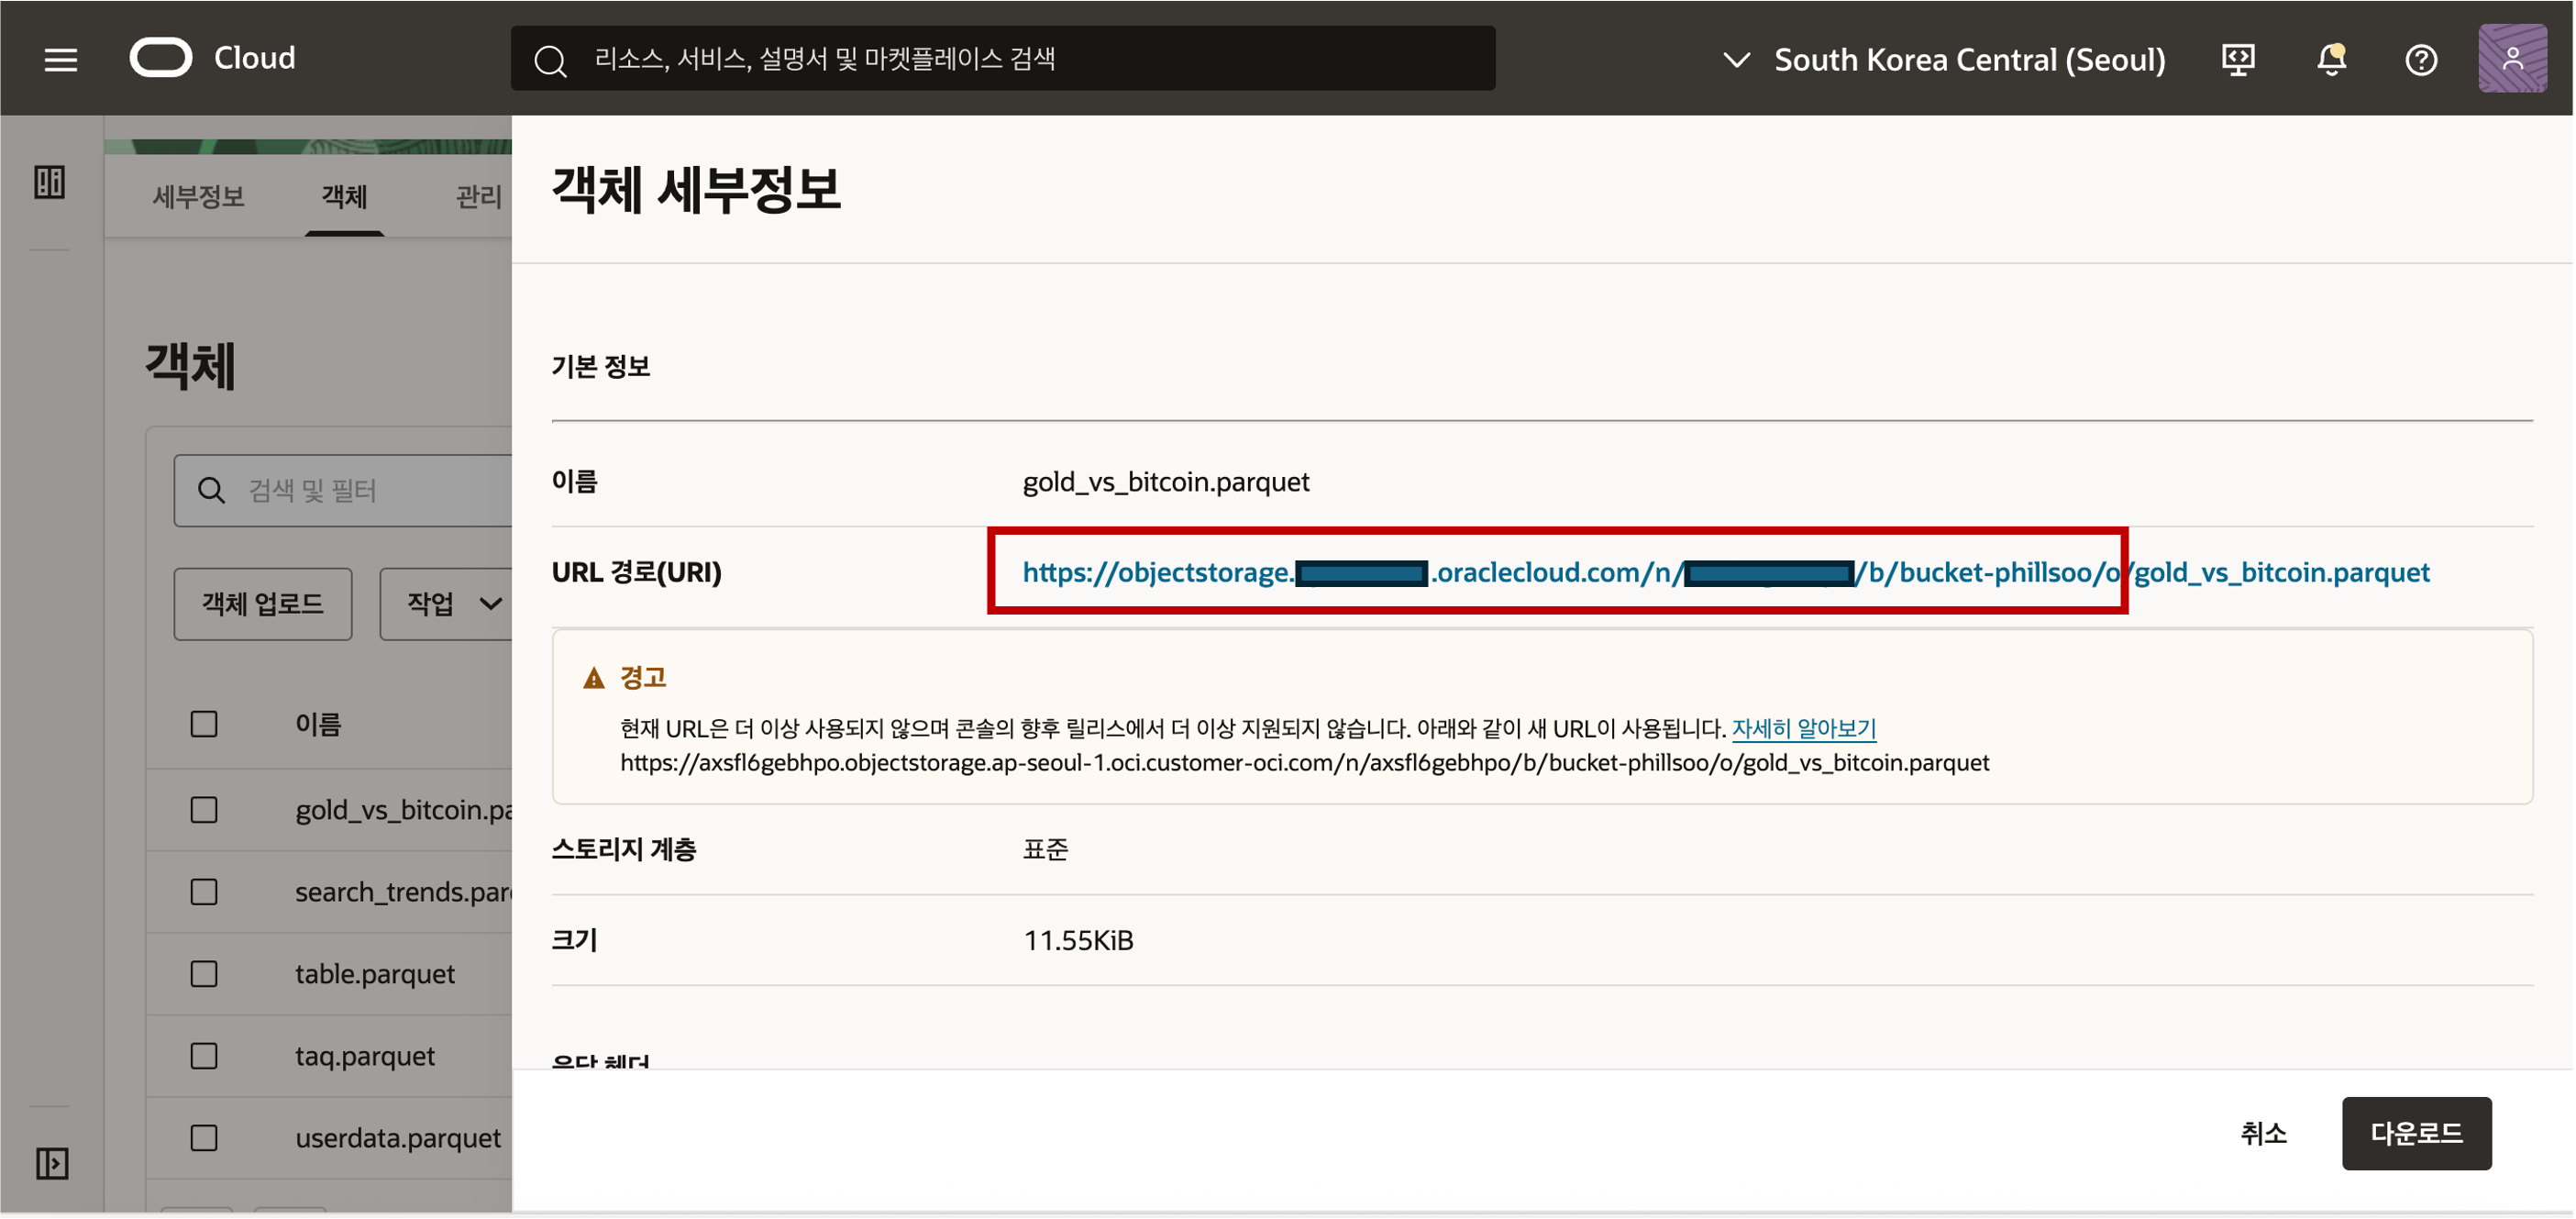 Cloud
리소스, 서비스, 설명서 및 마켓플레이스 검색
South Korea Central (Seoul)
세부정보
객체
관리
객체
검색 및 필터
객체 업로드
작업
이름
gold_vs_bitcoin.pa
search_trends.par
table.parquet
taq.parquet
userdata.parquet
객체 세부정보
기본 정보
이름
gold_vs_bitcoin.parquet
URL 경로(URI)
https://objectstorage. .oraclecloud.com/n/ /b/bucket-phillsoo/o/gold_vs_bitcoin.parquet
경고
현재 URL은 더 이상 사용되지 않으며 콘솔의 향후 릴리스에서 더 이상 지원되지 않습니다. 아래와 같이 새 URL이 사용됩니다. 자세히 알아보기
https://axsfl6gebhpo.objectstorage.ap-seoul-1.oci.customer-oci.com/n/axsfl6gebhpo/b/bucket-phillsoo/o/gold_vs_bitcoin.parquet
스토리지 계층
표준
크기
11.55KiB
응답 헤더
취소
다운로드